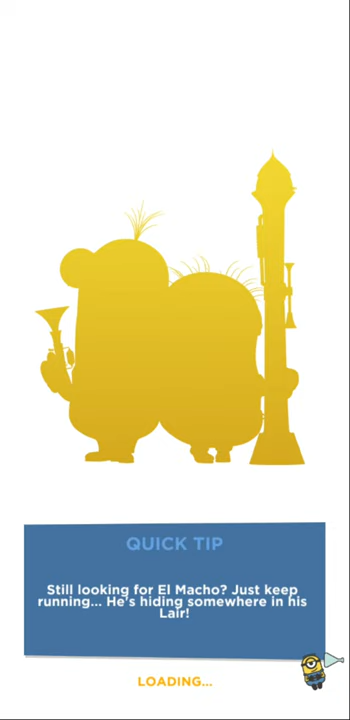 QUICK TIP
Still looking for El Macho? Just keep
running... He's hiding somewhere in his
Lair!
LOADING...